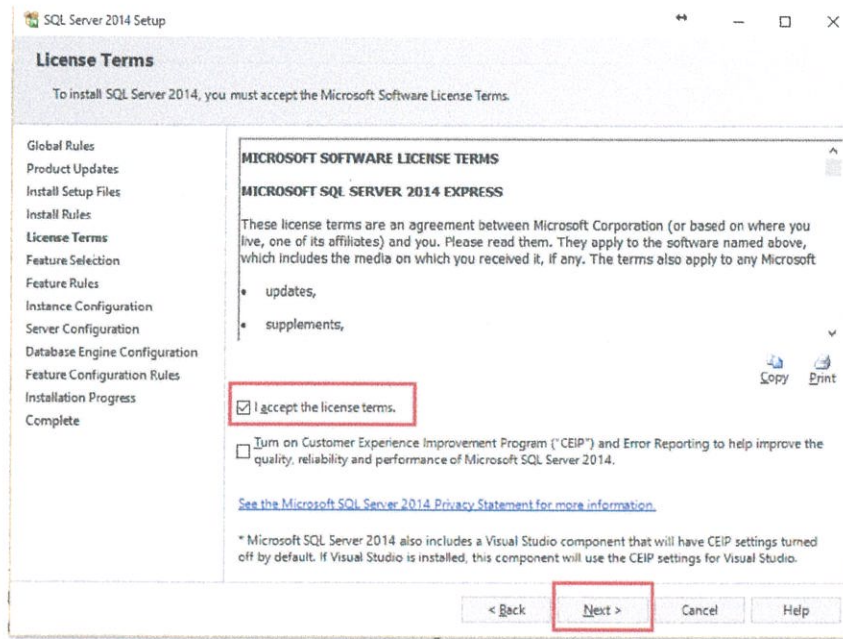 SQL Server 2014 Setup
License Terms
To install SQL Server 2014, you must accept the Microsoft Software License Terms.
Global Rules
Product Updates
Install Setup Files
Install Rules
License Terms
Feature Selection
Feature Rules
Instance Configuration
Server Configuration
Database Engine Configuration
Feature Configuration Rules
Installation Progress
Complete
MICROSOFT SOFTWARE LICENSE TERMS
MICROSOFT SQL SERVER 2014 EXPRESS
These license terms are an agreement between Microsoft Corporation (or based on where you
live, one of its affiliates) and you. Please read them. They apply to the software named above,
which includes the media on which you received it, if any. The terms also apply to any Microsoft
• updates,
• supplements,
Copy Print
I accept the license terms.
Turn on Customer Experience Improvement Program ("CEIP") and Error Reporting to help improve the
quality, reliability and performance of Microsoft SQL Server 2014.
See the Microsoft SQL Server 2014 Privacy Statement for more information.
* Microsoft SQL Server 2014 also includes a Visual Studio component that will have CEIP settings turned
off by default. If Visual Studio is installed, this component will use the CEIP settings for Visual Studio.
< Back Next > Cancel Help